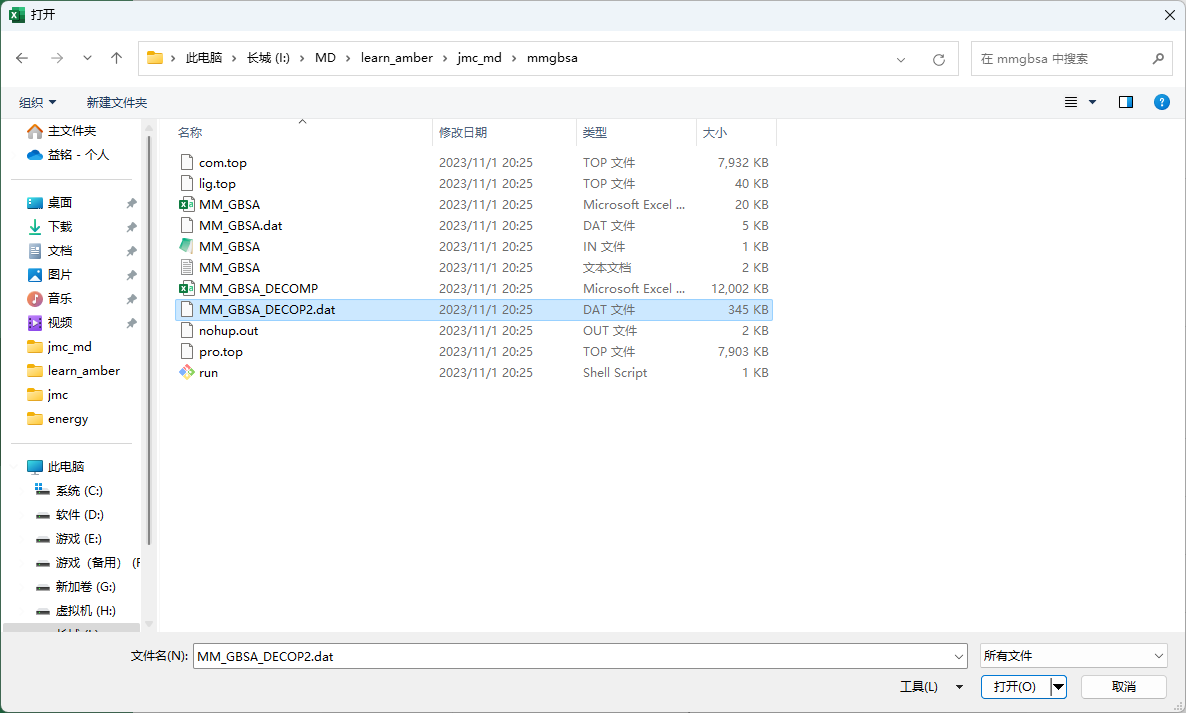 打开
此电脑 > 长城 (I:) > MD > learn_amber > jmc_md > mmgbsa
在 mmgbsa 中搜索
组织
新建文件夹
主文件夹
益铭 - 个人
桌面
下载
文档
图片
音乐
视频
jmc_md
learn_amber
jmc
energy
此电脑
系统 (C:)
软件 (D:)
游戏 (E:)
游戏（备用） (F
新加卷 (G:)
虚拟机 (H:)
名称 修改日期 类型 大小
com.top 2023/11/1 20:25 TOP 文件 7,932 KB
lig.top 2023/11/1 20:25 TOP 文件 40 KB
MM_GBSA 2023/11/1 20:25 Microsoft Excel ... 20 KB
MM_GBSA.dat 2023/11/1 20:25 DAT 文件 5 KB
MM_GBSA 2023/11/1 20:25 IN 文件 1 KB
MM_GBSA 2023/11/1 20:25 文本文档 2 KB
MM_GBSA_DECOMP 2023/11/1 20:25 Microsoft Excel ... 12,002 KB
MM_GBSA_DECOP2.dat 2023/11/1 20:25 DAT 文件 345 KB
nohup.out 2023/11/1 20:25 OUT 文件 2 KB
pro.top 2023/11/1 20:25 TOP 文件 7,903 KB
run 2023/11/1 20:25 Shell Script 1 KB
文件名(N): MM_GBSA_DECOP2.dat 所有文件
工具(L) 打开(O) 取消